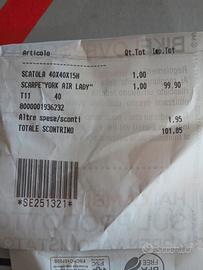 Articolo Qt.Tot Imp.Tot
SCATOLA 40X40X15H 1.00
SCARPE"YORK AIR LADY" 1.00 99.90
T11 40
8000001936232
Altre spese/sconti 1.95
TOTALE SCONTRINO 101.85
*SE251321*